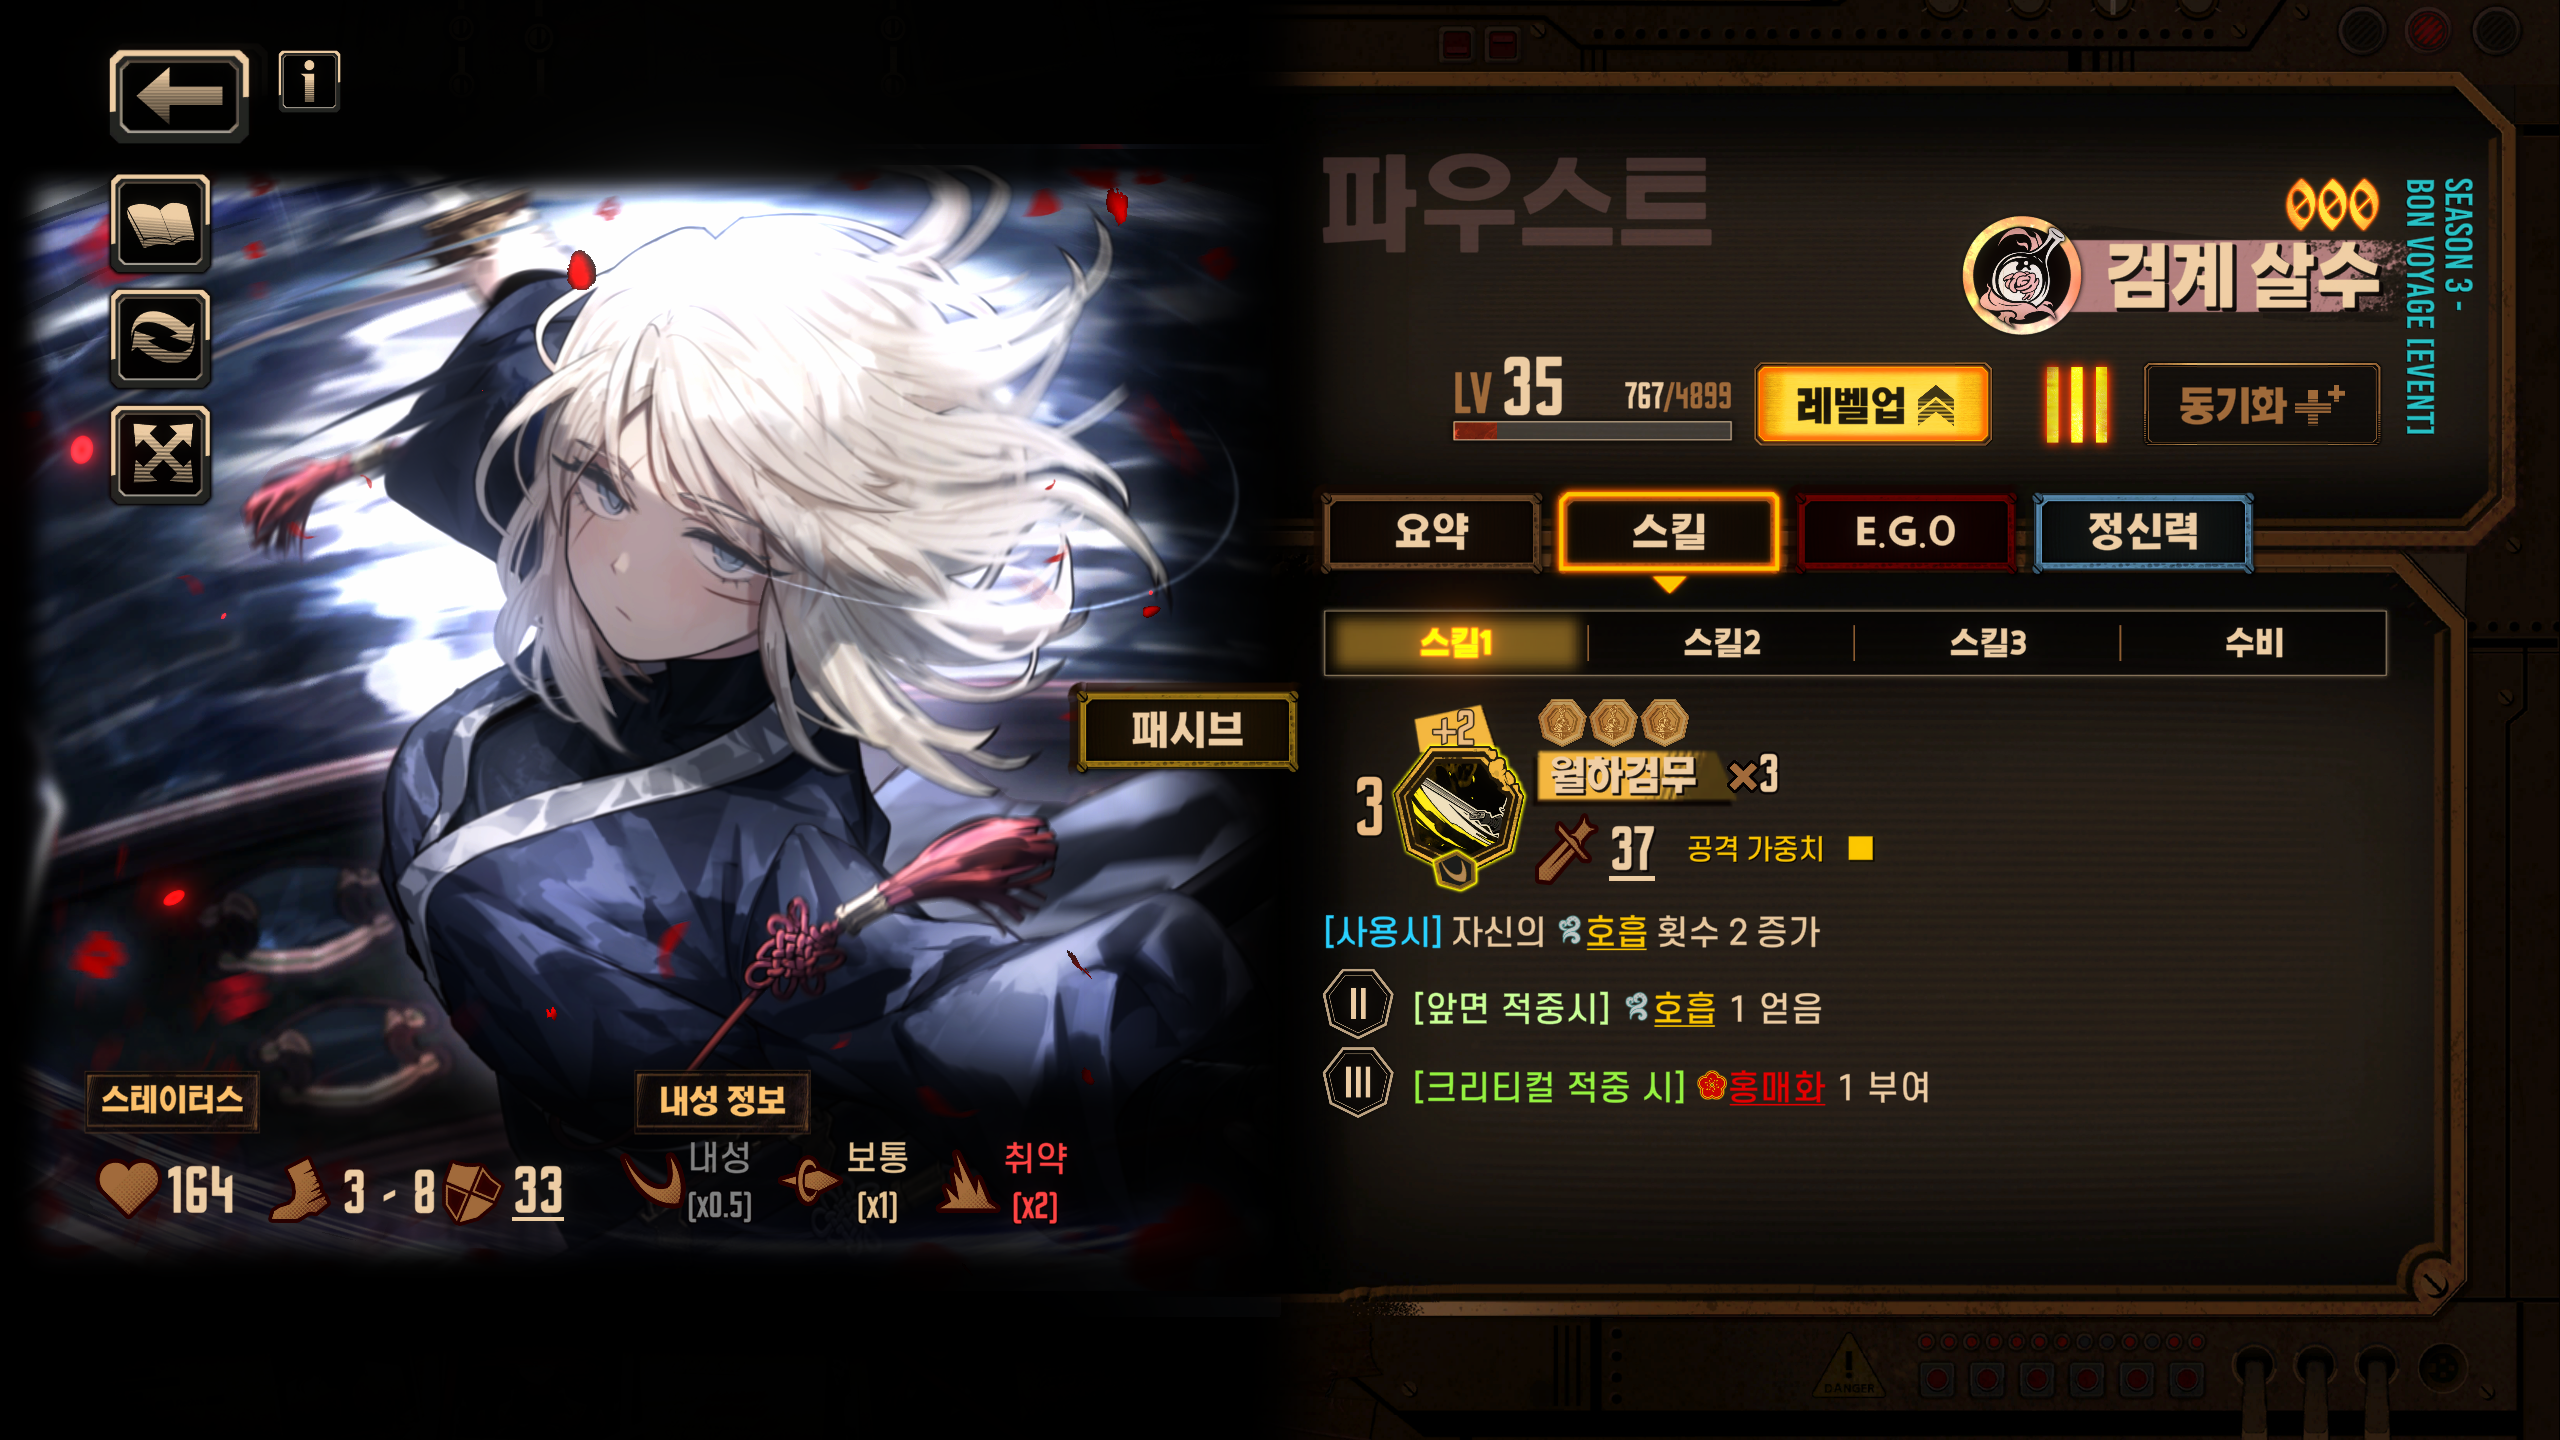 파우스트
검계 살수
SEASON 3 -
BON VOYAGE [EVENT]
LV 35
767/4899
레벨업
동기화
요약
스킬
E.G.O
정신력
스킬1
스킬2
스킬3
수비
패시브
+2
3
월하검무
×3
37
공격 가중치
[사용시] 자신의 호흡 횟수 2 증가
II [앞면 적중시] 호흡 1 얻음
III [크리티컬 적중 시] 홍매화 1 부여
스테이터스
164
3 - 8
33
내성 정보
내성
[x0.5]
보통
[x1]
취약
[x2]
DANGER